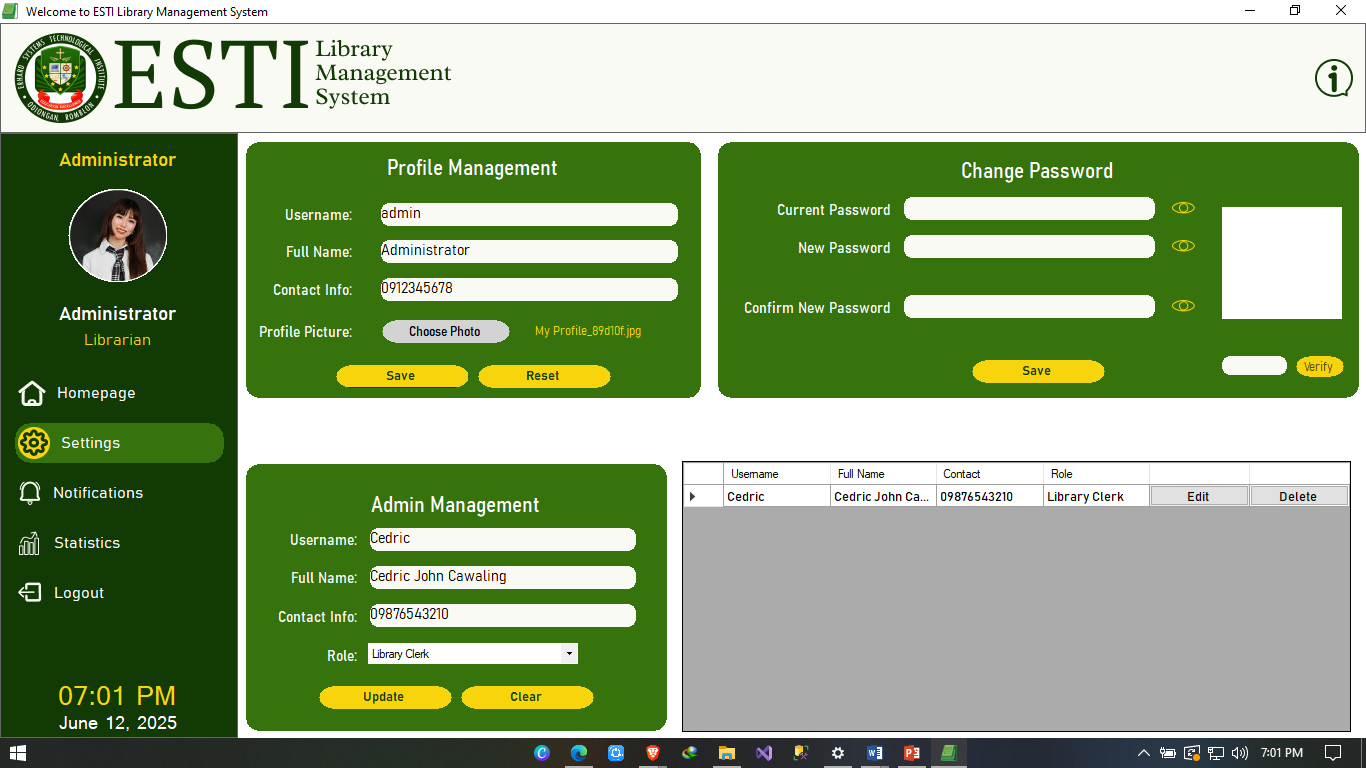 Welcome to ESTI Library Management System
ERHARD SYSTEMS TECHNOLOGICAL INSTITUTE
ODIONGAN, ROMBLON
ESTI
Library
Management
System
Administrator
Administrator
Librarian
Homepage
Settings
Notifications
Statistics
Logout
07:01 PM
June 12, 2025
Profile Management
Username: admin
Full Name: Administrator
Contact Info: 0912345678
Profile Picture: Choose Photo My Profile_89d10f.jpg
Save Reset
Change Password
Current Password
New Password
Confirm New Password
Save
Verify
Admin Management
Username: Cedric
Full Name: Cedric John Cawaling
Contact Info: 09876543210
Role: Library Clerk
Update Clear
Username Full Name Contact Role
Cedric Cedric John Ca... 09876543210 Library Clerk Edit Delete
7:01 PM